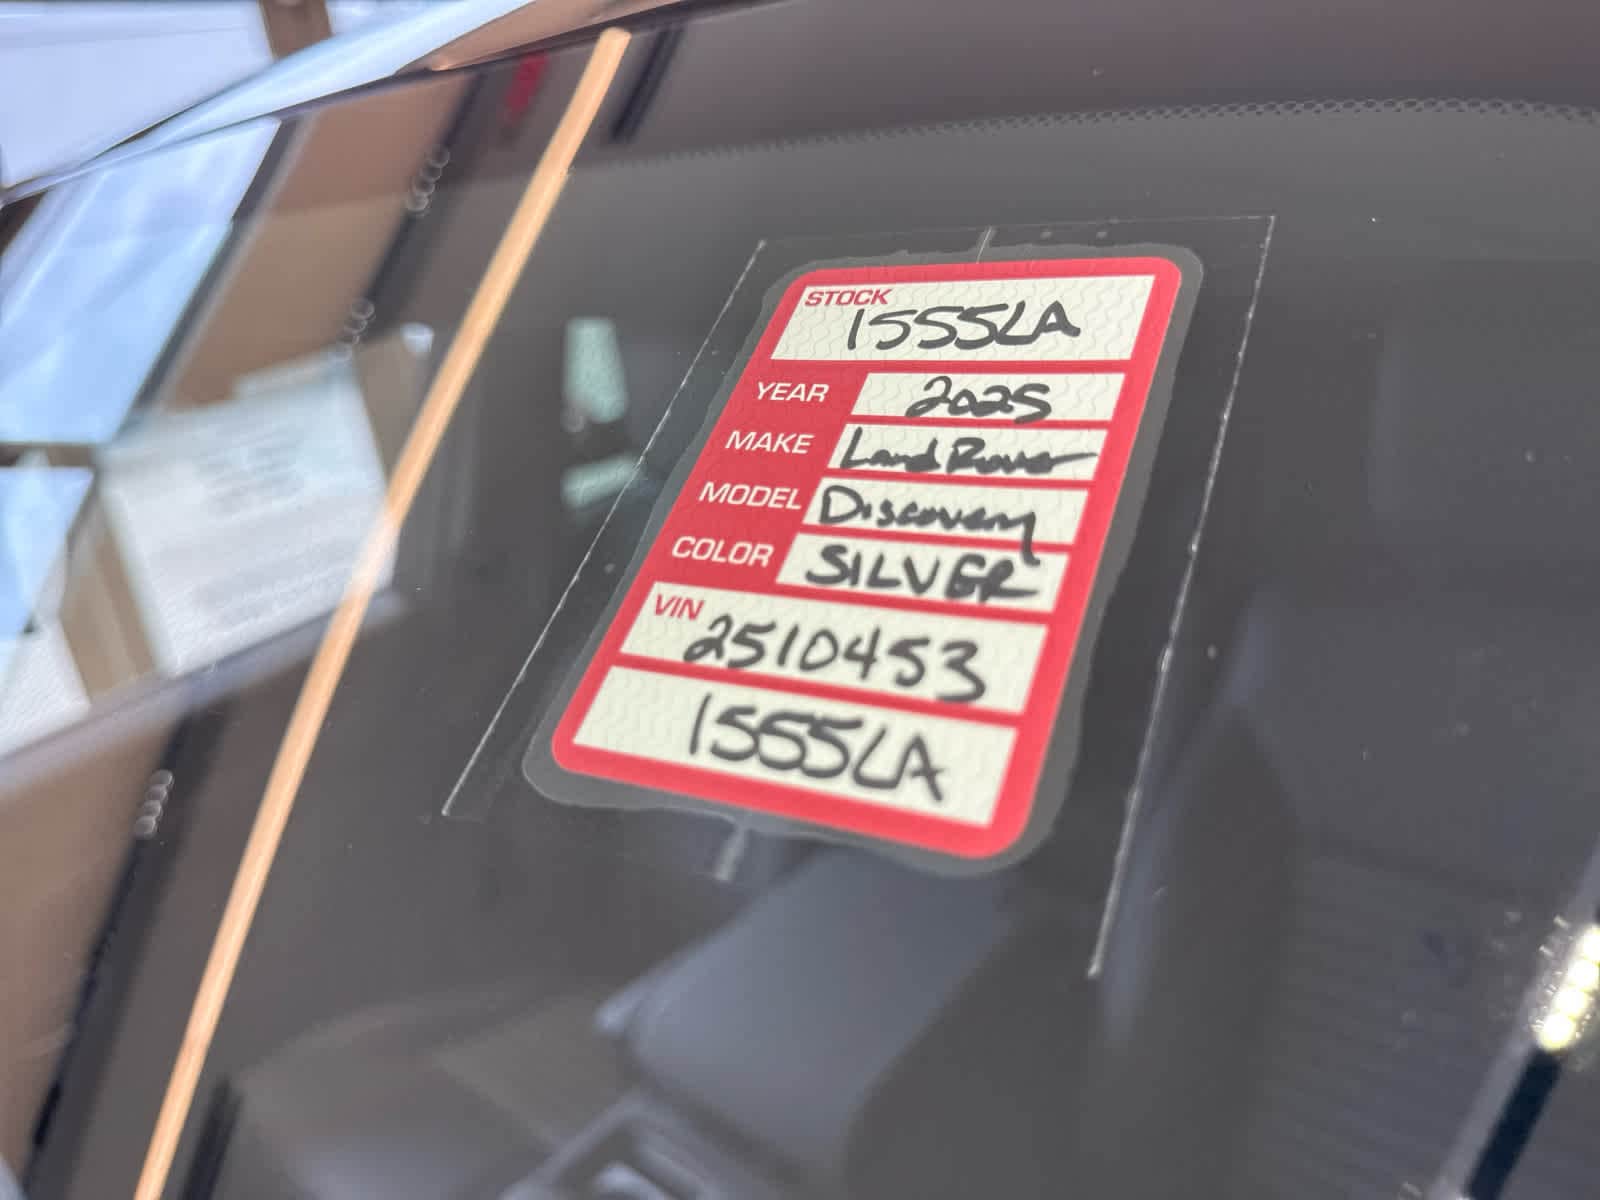 STOCK
1555LA
YEAR 2025
MAKE Land Rover
MODEL Discovery
COLOR SILVER
VIN
2510453
1555LA